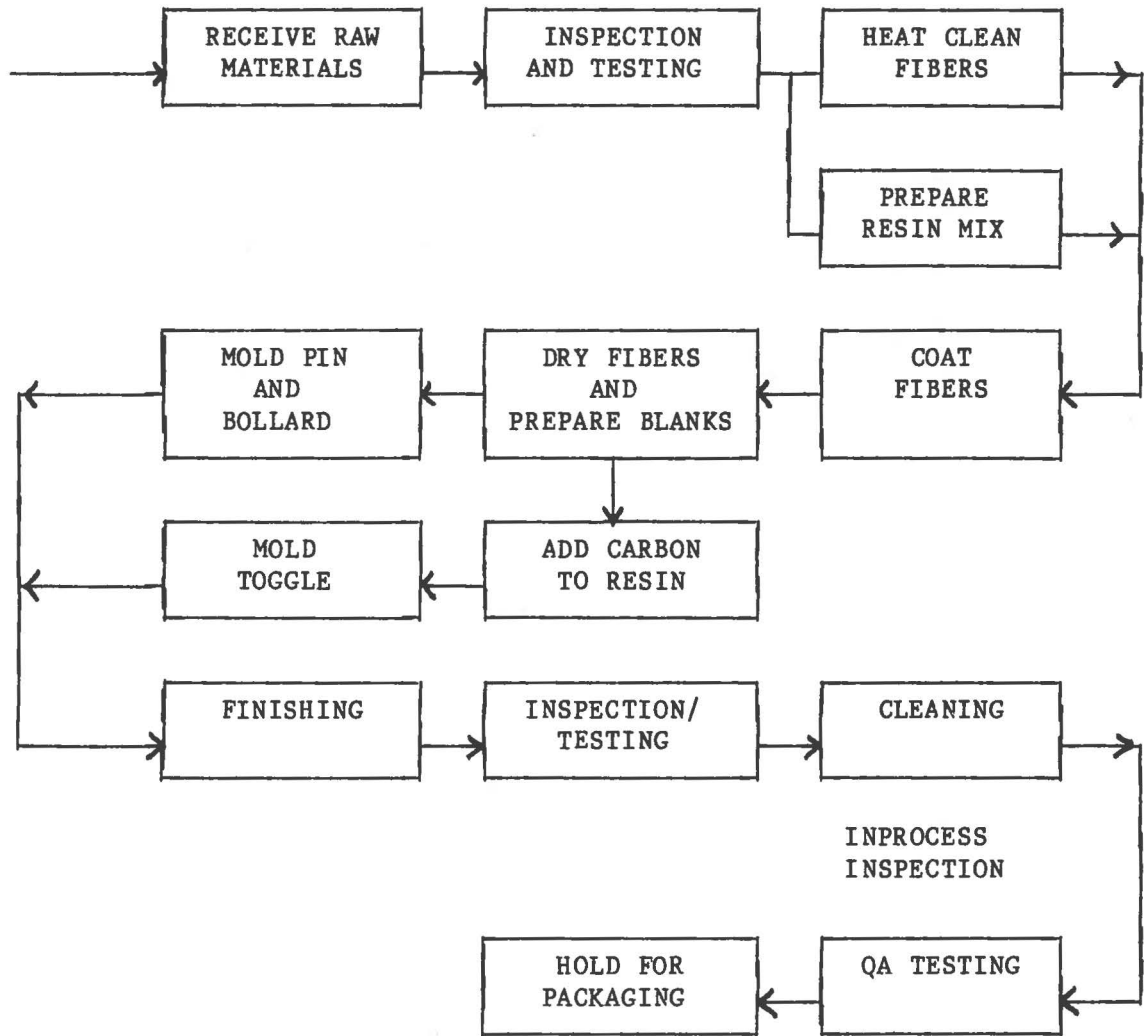 RECEIVE RAW
MATERIALS
INSPECTION
AND TESTING
HEAT CLEAN
FIBERS
PREPARE
RESIN MIX
MOLD PIN
AND
BOLLARD
DRY FIBERS
AND
PREPARE BLANKS
COAT
FIBERS
MOLD
TOGGLE
ADD CARBON
TO RESIN
FINISHING
INSPECTION/
TESTING
CLEANING
INPROCESS
INSPECTION
HOLD FOR
PACKAGING
QA TESTING